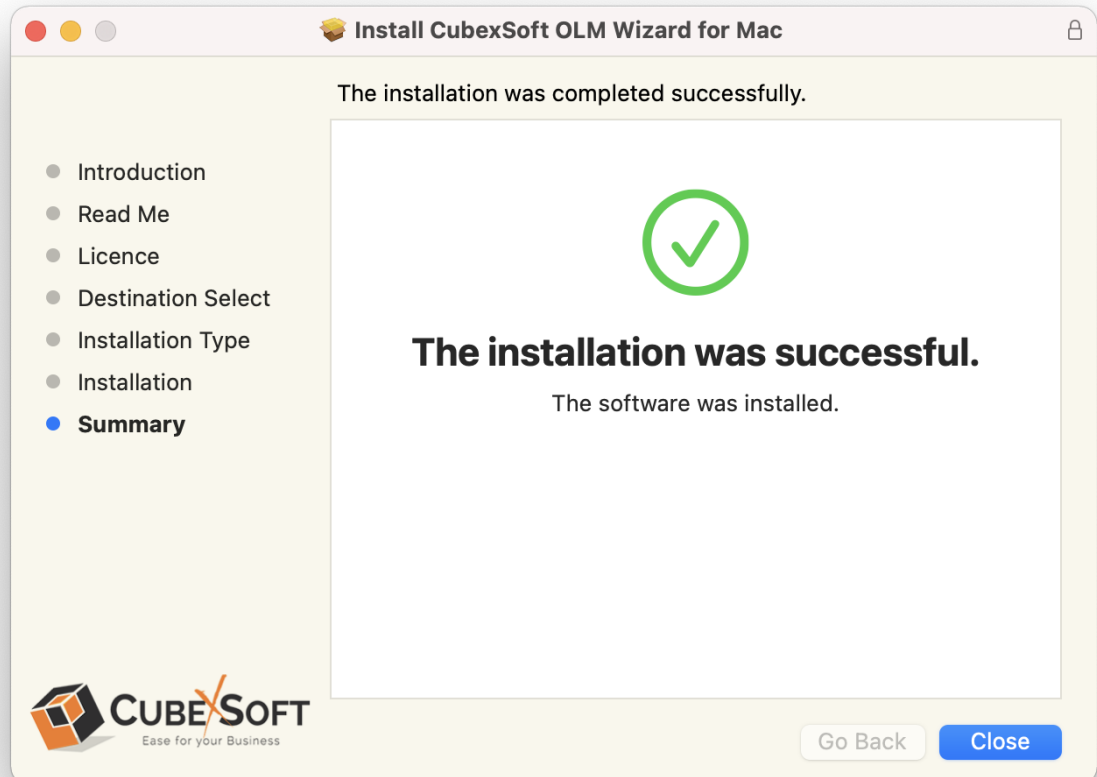 Install CubexSoft OLM Wizard for Mac
The installation was completed successfully.
Introduction
Read Me
Licence
Destination Select
Installation Type
Installation
Summary
The installation was successful.
The software was installed.
CUBEXSOFT
Ease for your Business
Go Back
Close